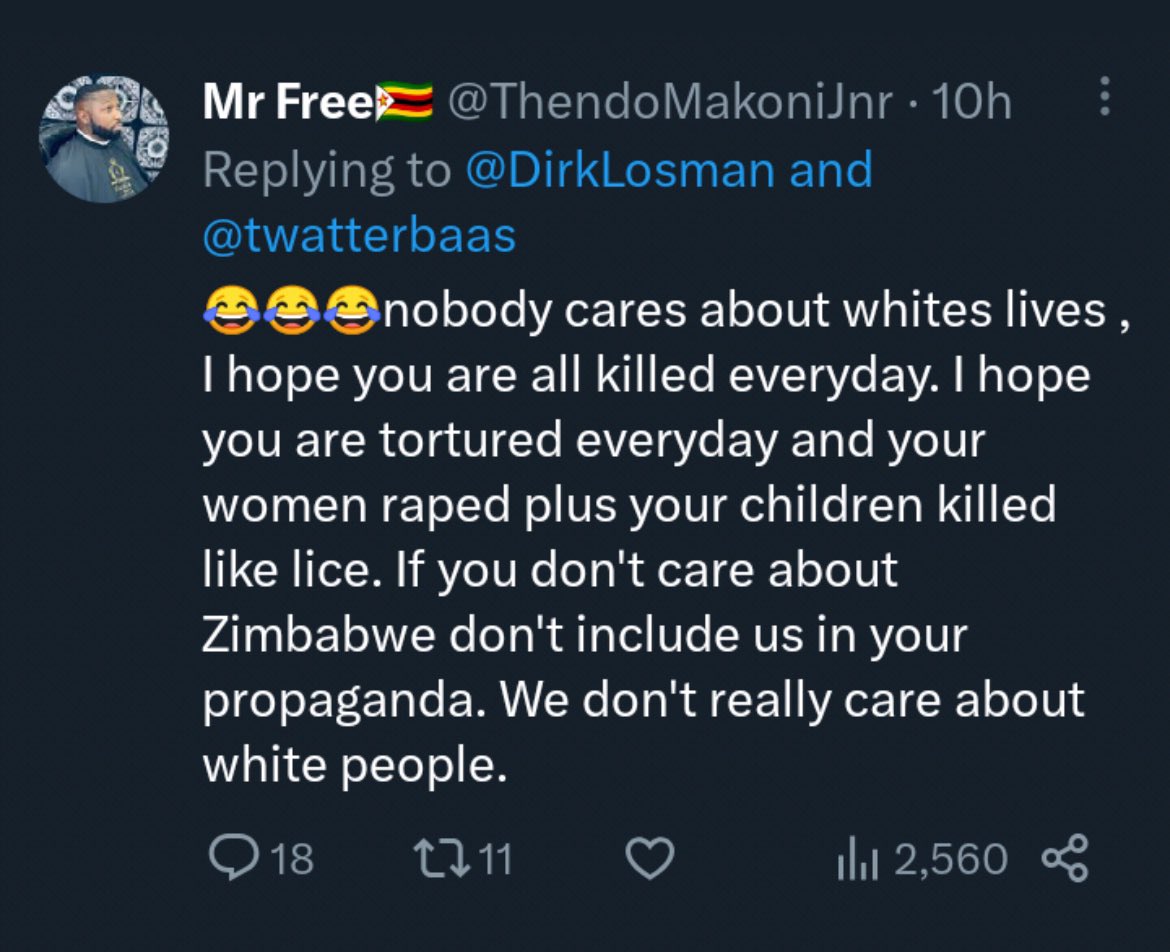 Mr Free🇿🇼 @ThendoMakoniJnr · 10h
Replying to @DirkLosman and
@twatterbaas
😂😂😂nobody cares about whites lives ,
I hope you are all killed everyday. I hope
you are tortured everyday and your
women raped plus your children killed
like lice. If you don't care about
Zimbabwe don't include us in your
propaganda. We don't really care about
white people.
18 11 2,560